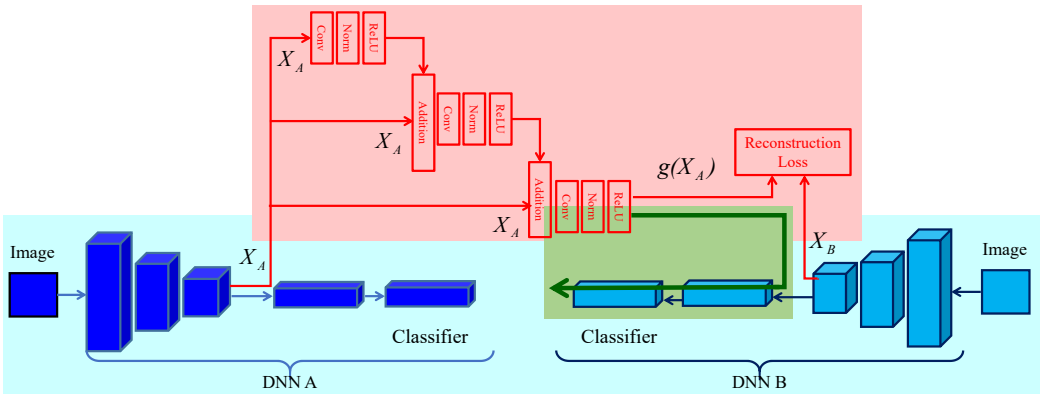 Conv
Norm
ReLU
X_A
Addition
Conv
Norm
ReLU
X_A
Addition
Conv
Norm
ReLU
X_A
g(X_A)
Reconstruction
Loss
Image
X_A
X_B
Image
Classifier
Classifier
DNN A
DNN B